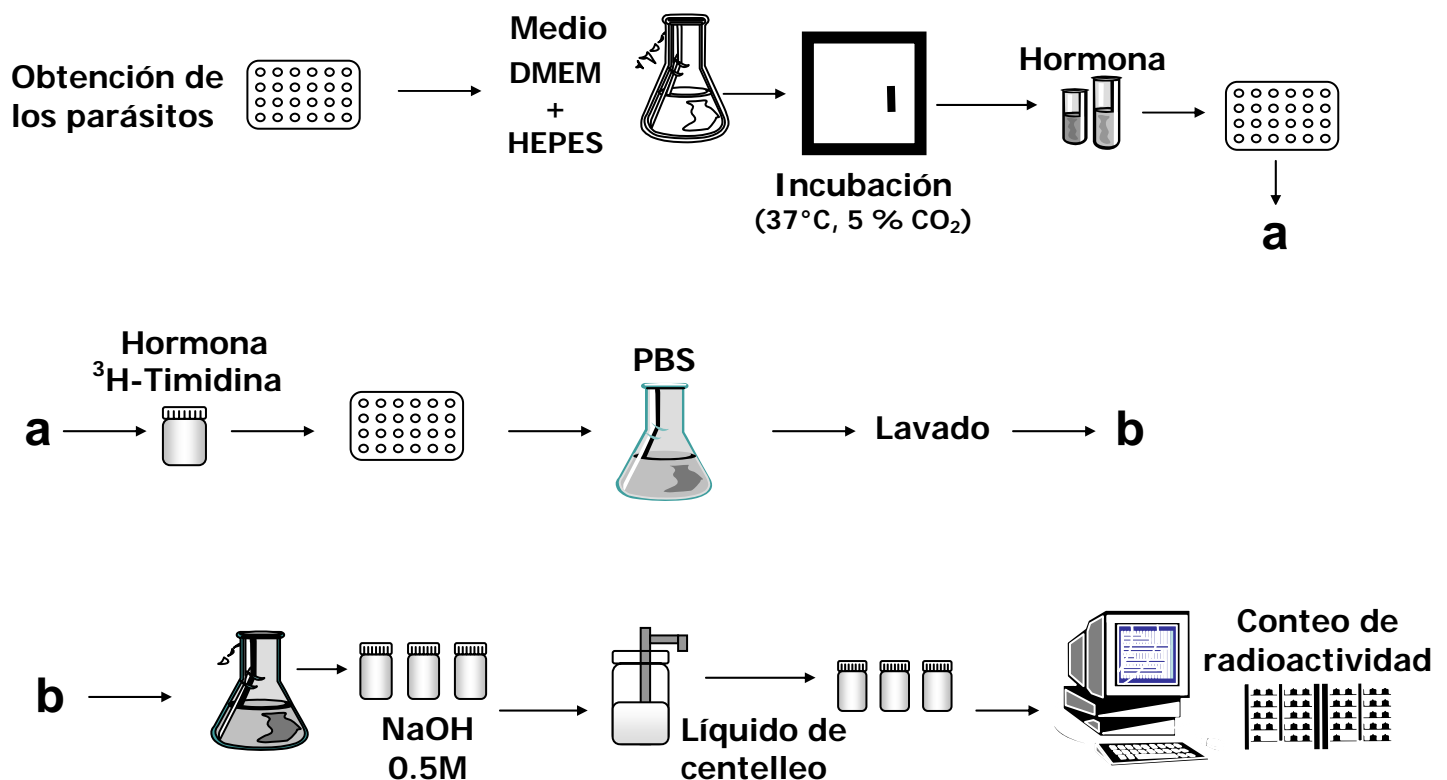 Obtención de
los parásitos
Medio
DMEM
+
HEPES
Incubación
(37°C, 5 % CO₂)
Hormona
a
a
Hormona
³H-Timidina
PBS
Lavado
b
b
NaOH
0.5M
Líquido de
centelleo
Conteo de
radioactividad